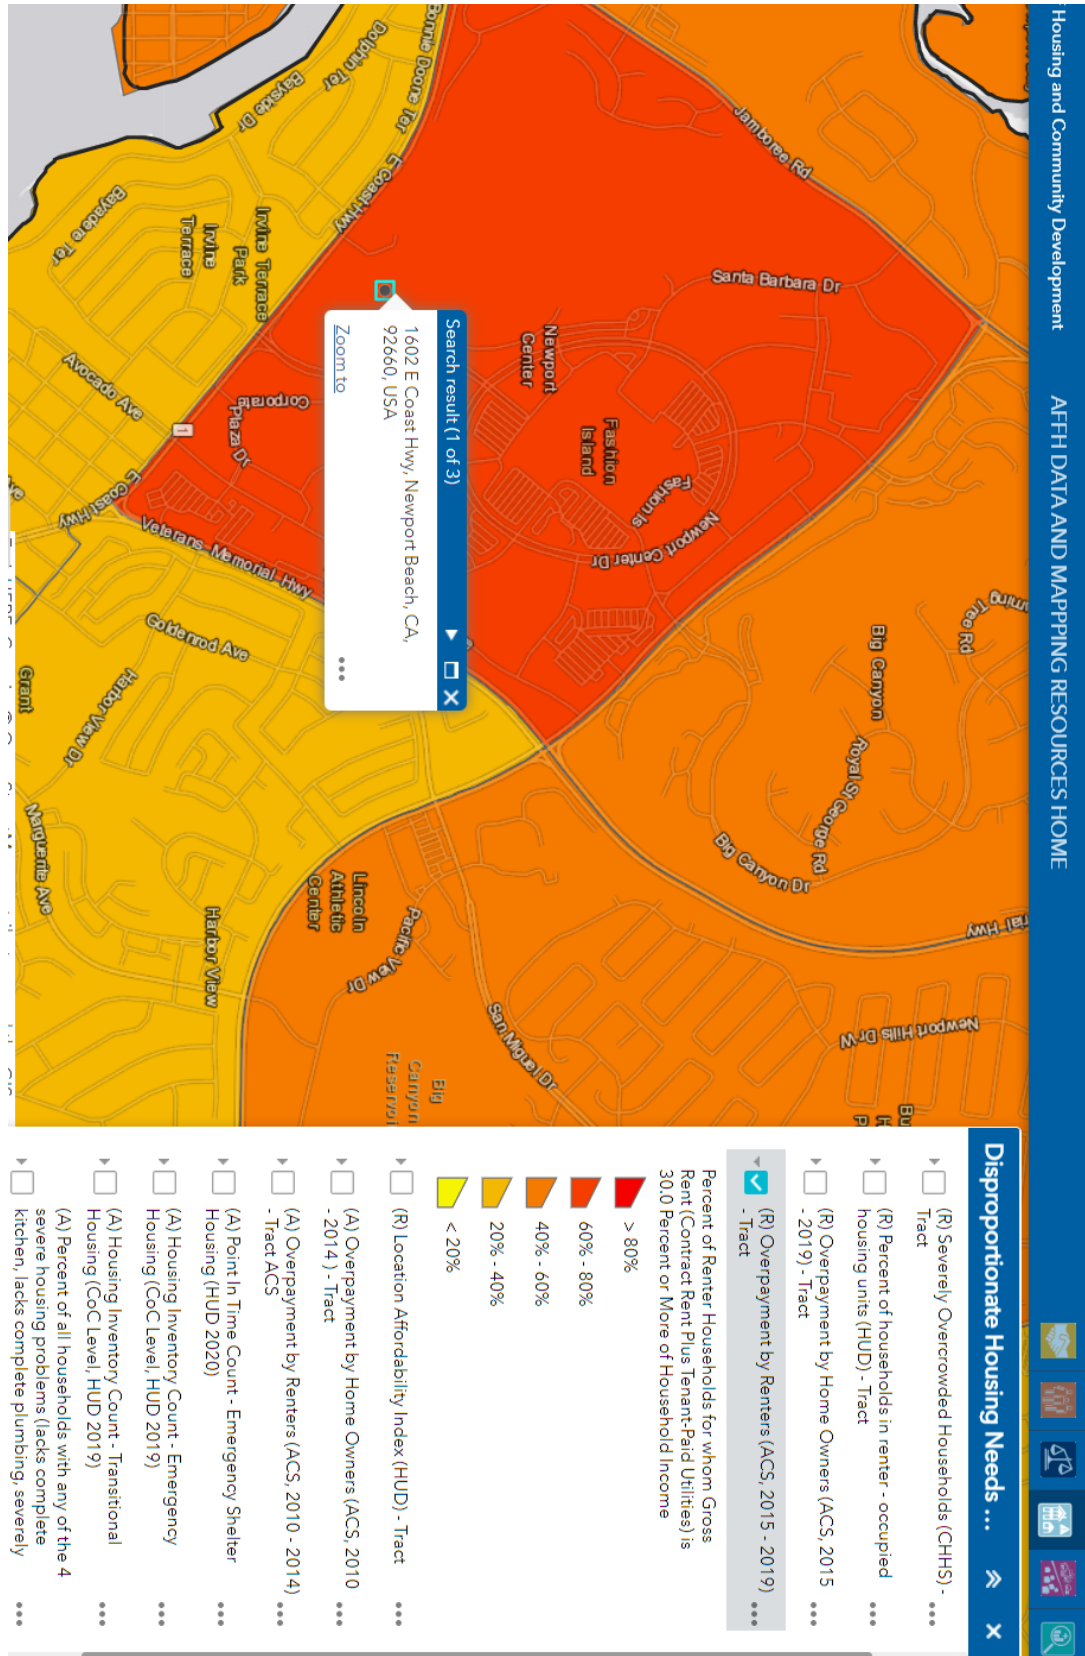 Housing and Community Development
AFFH DATA AND MAPPPING RESOURCES HOME
Bonnie Doone Ter
Dolphin Ter
Bayside Dr
E Coast Hwy
Bayadere Ter
Irvine Terrace
Park
Irvine
Terrace
Jamboree Rd
Santa Barbara Dr
Newport
Center
Fashion
Island
Fashion Is
Newport Center Dr
Avocado Ave
Corporate
Plaza Dr
1
E Coast Hwy
Veterans Memorial Hwy
Goldenrod Ave
Harbor View Dr
Grant
Marguerite Ave
Harbor View
Lincoln
Athletic
Center
Pacific View Dr
San Miguel Dr
Big
Canyon
Reservoi
Big Canyon
Royal St George Rd
Big Canyon Dr
Tree Rd
rial Hwy
Newport Hills Dr W
Bu
H
P
Search result (1 of 3)
1602 E Coast Hwy, Newport Beach, CA,
92660, USA
Zoom to
Disproportionate Housing Needs ...
(R) Severely Overcrowded Households (CHHS) -
Tract
(R) Percent of households in renter - occupied
housing units (HUD) - Tract
(R) Overpayment by Home Owners (ACS, 2015
- 2019) - Tract
(R) Overpayment by Renters (ACS, 2015 - 2019)
- Tract
Percent of Renter Households for whom Gross
Rent (Contract Rent Plus Tenant-Paid Utilities) is
30.0 Percent or More of Household Income
> 80%
60% - 80%
40% - 60%
20% - 40%
< 20%
(R) Location Affordability Index (HUD) - Tract
(A) Overpayment by Home Owners (ACS, 2010
- 2014 ) - Tract
(A) Overpayment by Renters (ACS, 2010 - 2014)
- Tract ACS
(A) Point In Time Count - Emergency Shelter
Housing (HUD 2020)
(A) Housing Inventory Count - Emergency
Housing (CoC Level, HUD 2019)
(A) Housing Inventory Count - Transitional
Housing (CoC Level, HUD 2019)
(A) Percent of all households with any of the 4
severe housing problems (lacks complete
kitchen, lacks complete plumbing, severely